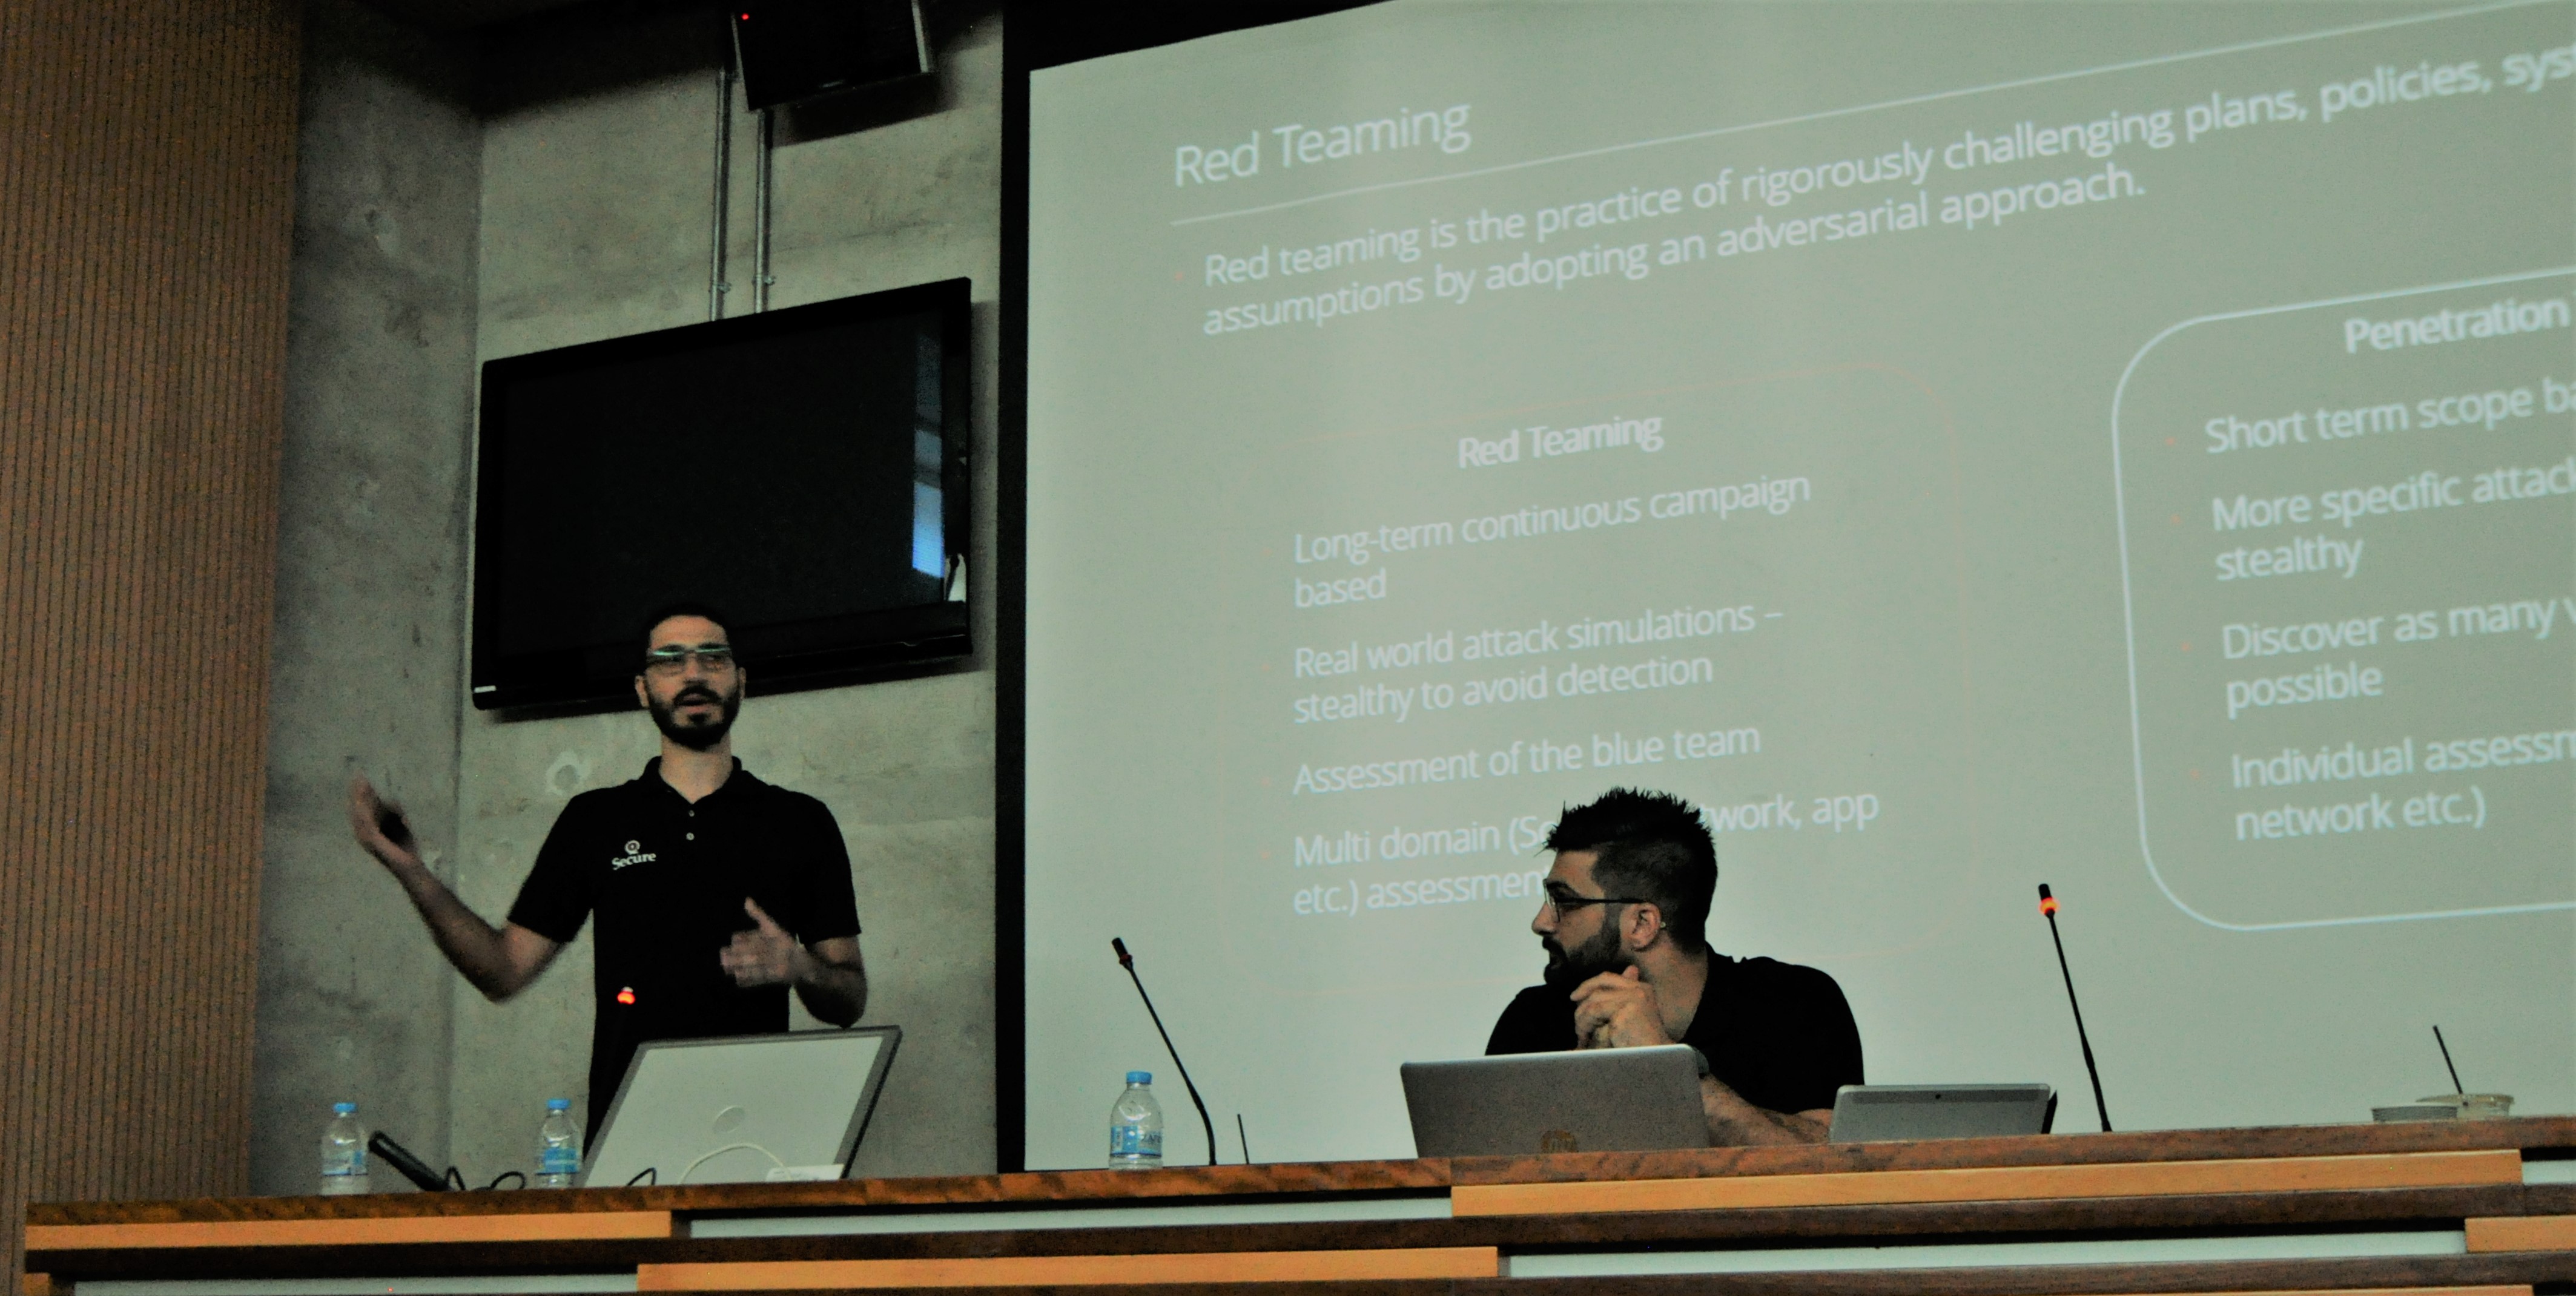 Red Teaming
Red teaming is the practice of rigorously challenging plans, policies,
assumptions by adopting an adversarial approach.
Red Teaming
Long-term continuous campaign
based
Real world attack simulations –
stealthy to avoid detection
Assessment of the blue team
Multi domain app
etc.)
Penetration
Short term scope
More specific
stealthy
Discover as many
possible
Individual
network etc.)
Secure